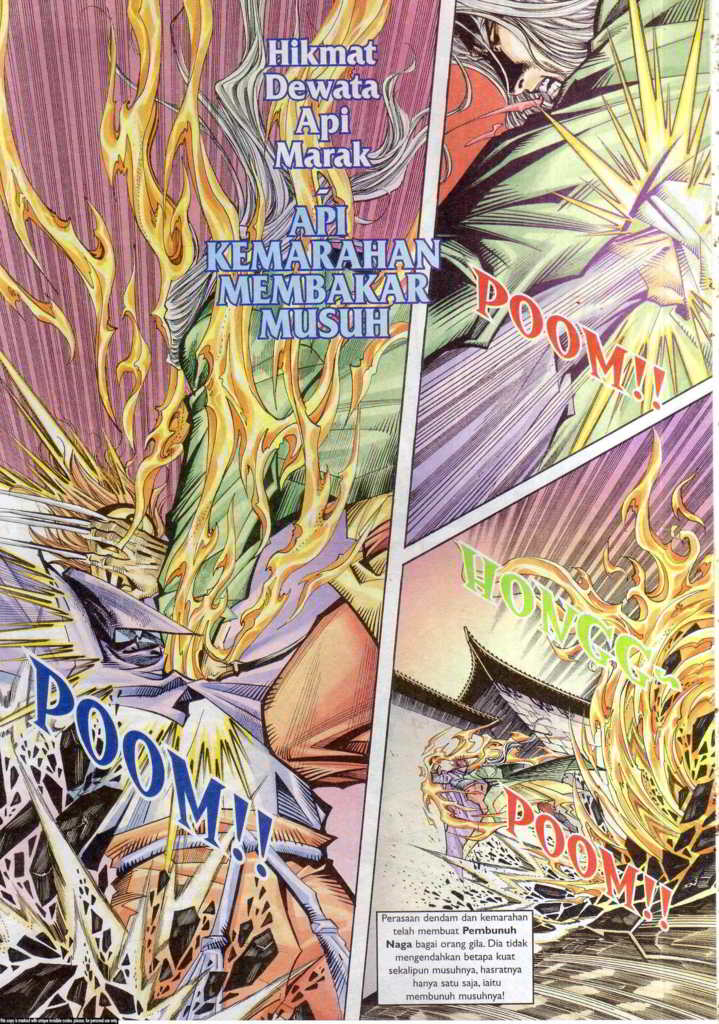 Hikmat
Dewata
Api
Marak
-
API
KEMARAHAN
MEMBAKAR
MUSUH
POOM!!
POOM!!
HONGG~
POOM!!
Perasaan dendam dan kemarahan
telah membuat Pembunuh
Naga bagai orang gila. Dia tidak
mengendahkan betapa kuat
sekalipun musuhnya, hasratnya
hanya satu saja, iaitu
membunuh musuhnya!